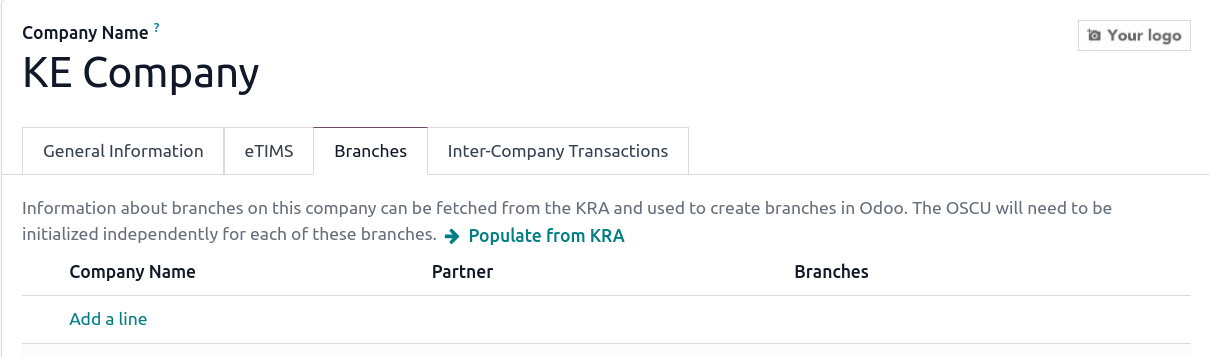 Company Name ?
Your logo
KE Company
General Information eTIMS Branches Inter-Company Transactions
Information about branches on this company can be fetched from the KRA and used to create branches in Odoo. The OSCU will need to be
initialized independently for each of these branches. → Populate from KRA
Company Name Partner Branches
Add a line